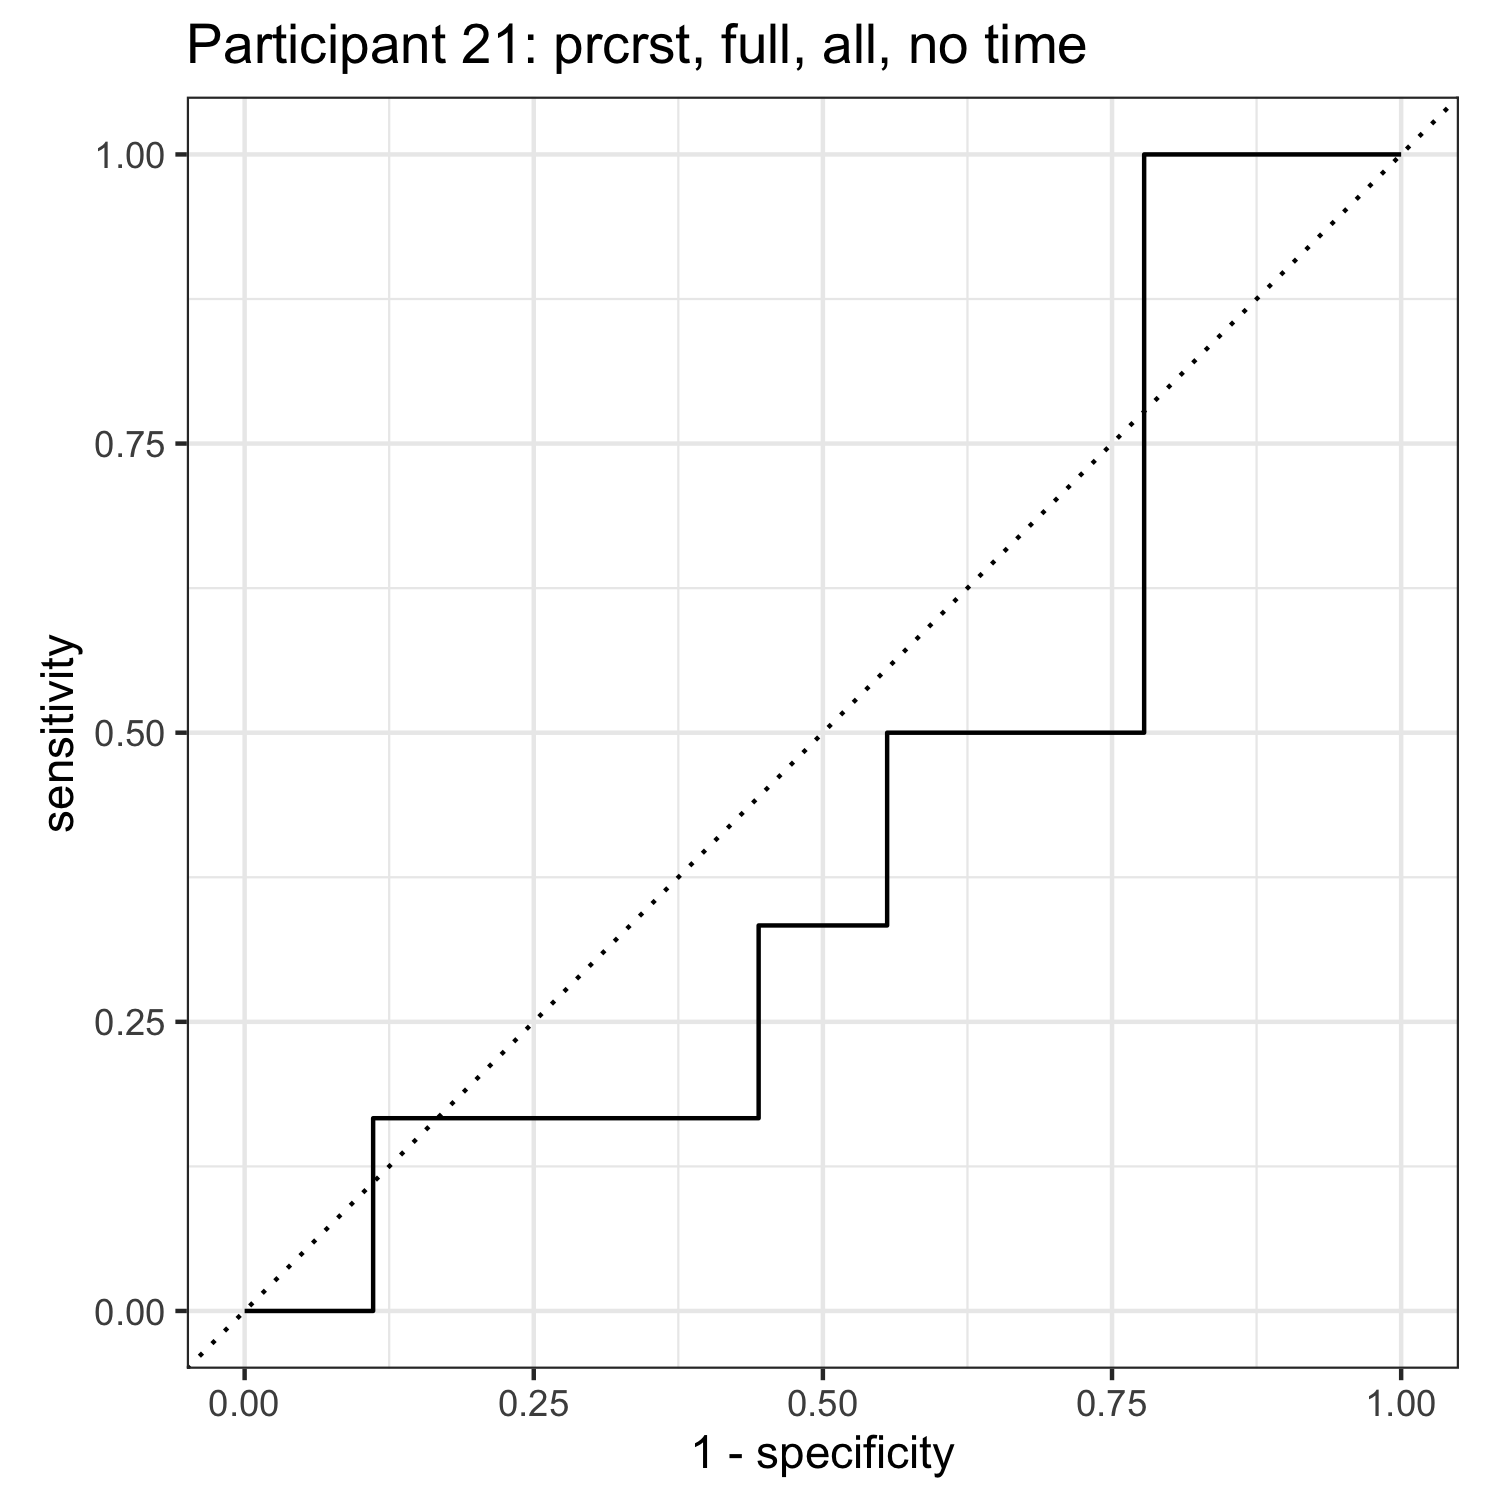 Participant 21: prcrst, full, all, no time
1.00
0.75
0.50
0.25
0.00
sensitivity
0.00 0.25 0.50 0.75 1.00
1 - specificity